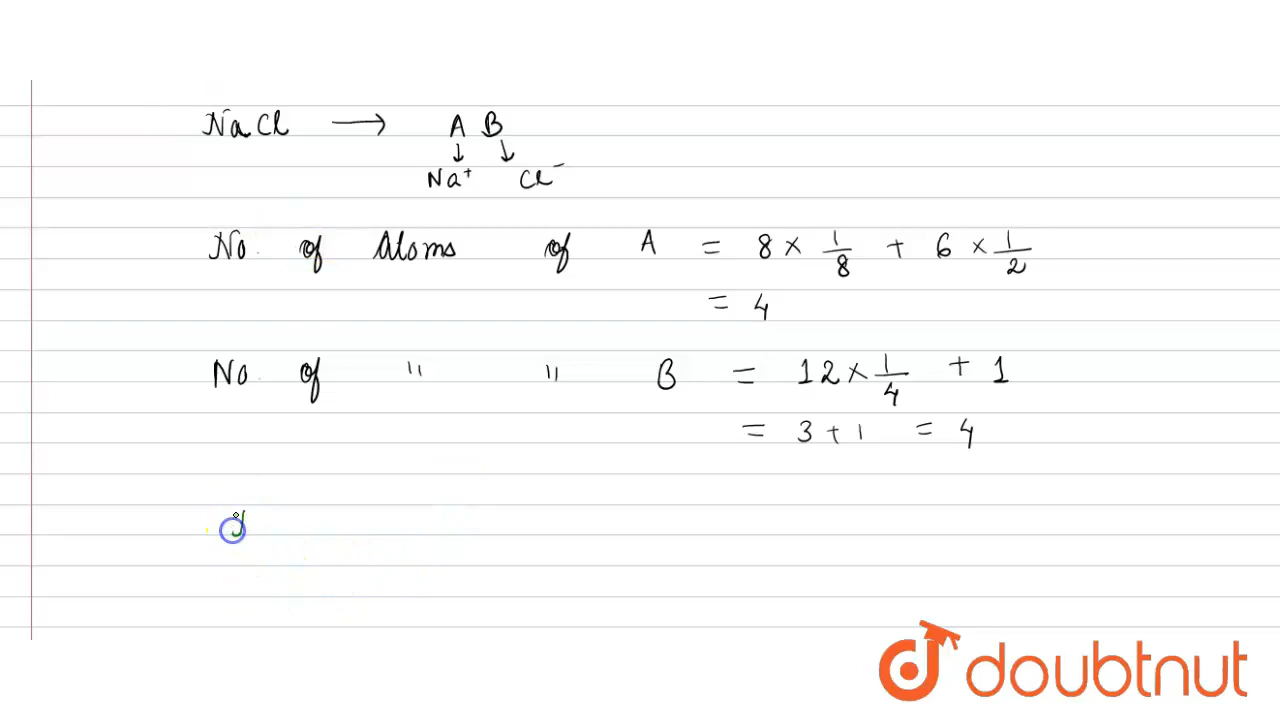 NaCl → A B
↓ ↓
Na⁺ Cl⁻
No. of Atoms of A = 8 × 1/8 + 6 × 1/2
= 4
No. of " " B = 12 × 1/4 + 1
= 3 + 1 = 4
doubtnut